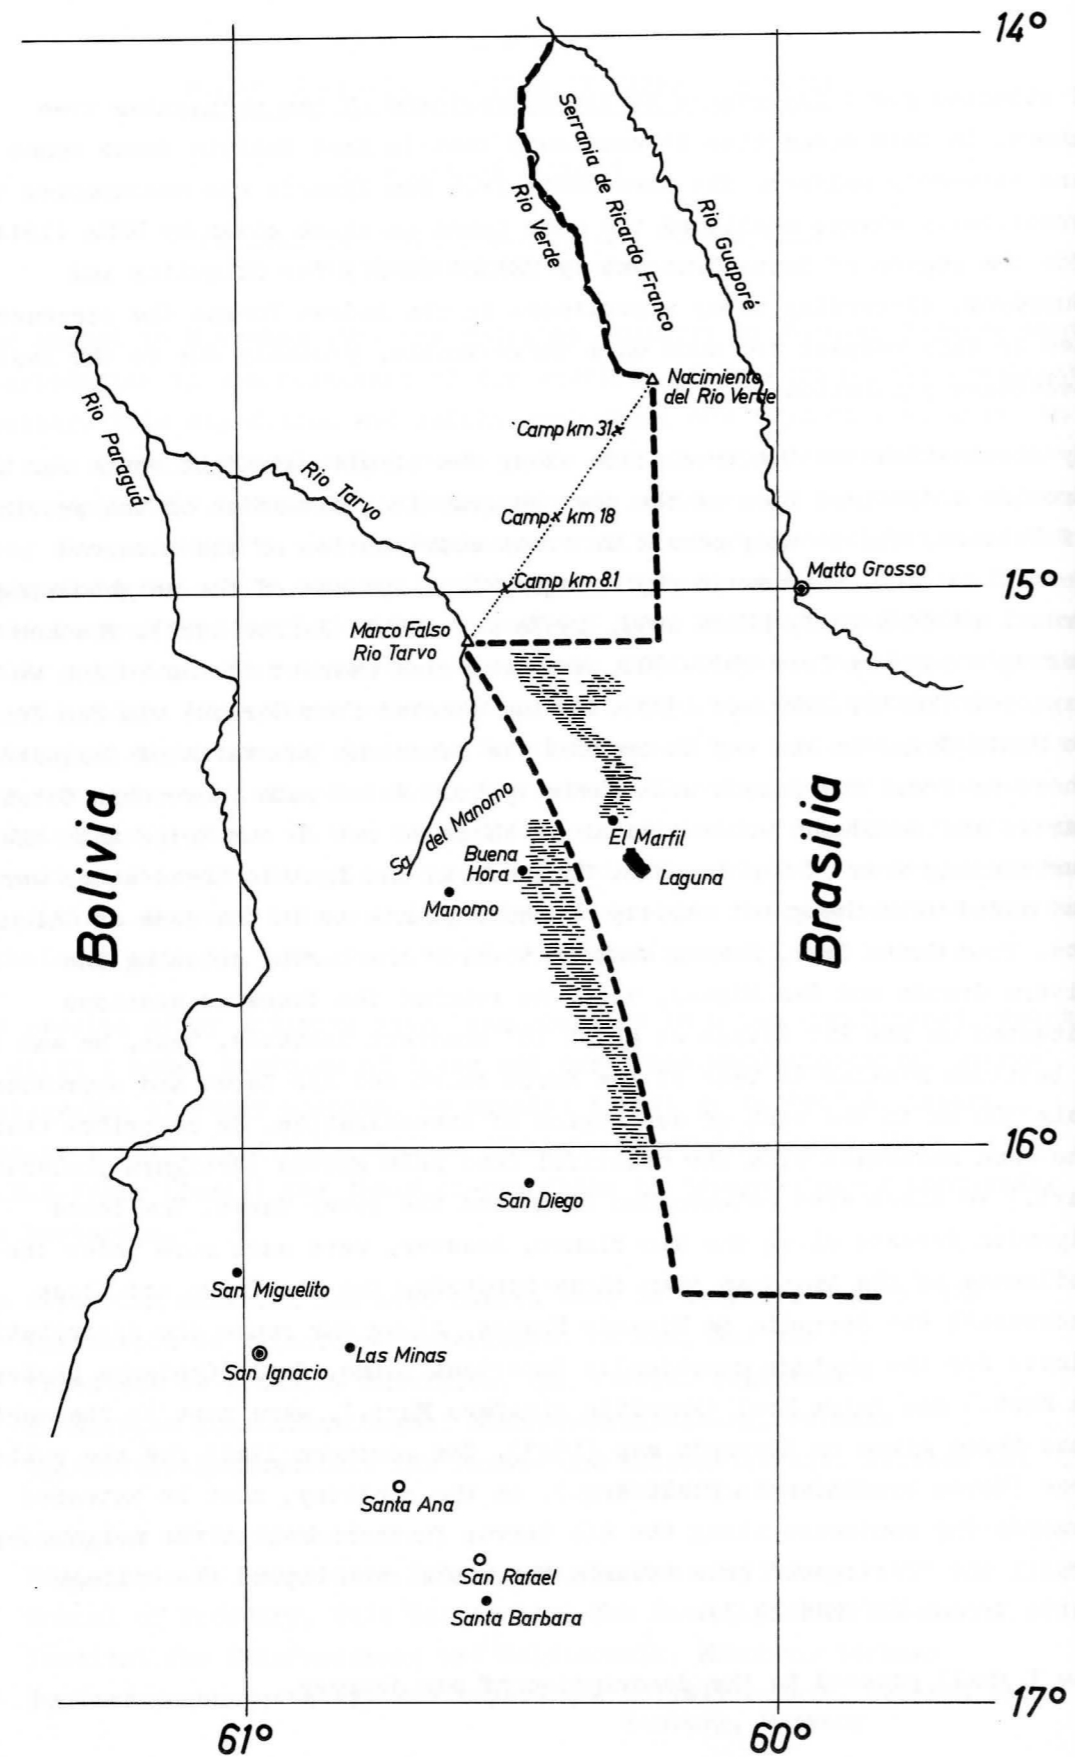 14°
Serrania de Ricardo Franco
Rio Verde
Rio Guaporé
Rio Paraguá
Rio Tarvo
Nacimiento
del Rio Verde
Camp km 31
Camp km 18
Camp km 8.1
Matto Grosso
15°
Marco Falso
Rio Tarvo
Sa. del Manomo
Bolivia
Brasilia
El Marfil
Buena
Hora
Laguna
Manomo
16°
San Diego
San Miguelito
Las Minas
San Ignacio
Santa Ana
San Rafael
Santa Barbara
17°
61°
60°